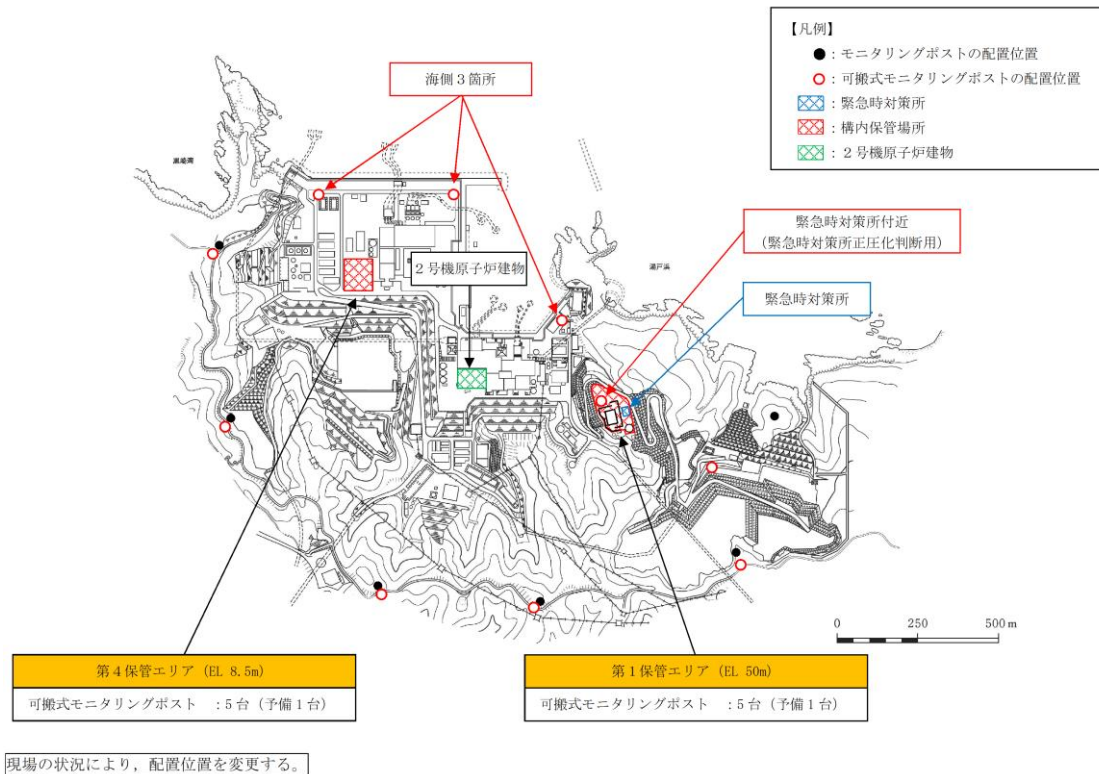 【凡例】
●：モニタリングポストの配置位置
○：可搬式モニタリングポストの配置位置
：緊急時対策所
：構内保管場所
：２号機原子炉建物
海側３箇所
緊急時対策所付近
（緊急時対策所正圧化判断用）
２号機原子炉建物
緊急時対策所
0 250 500 m
第４保管エリア（EL 8.5m）
可搬式モニタリングポスト ：５台（予備１台）
第１保管エリア（EL 50m）
可搬式モニタリングポスト ：５台（予備１台）
現場の状況により，配置位置を変更する。